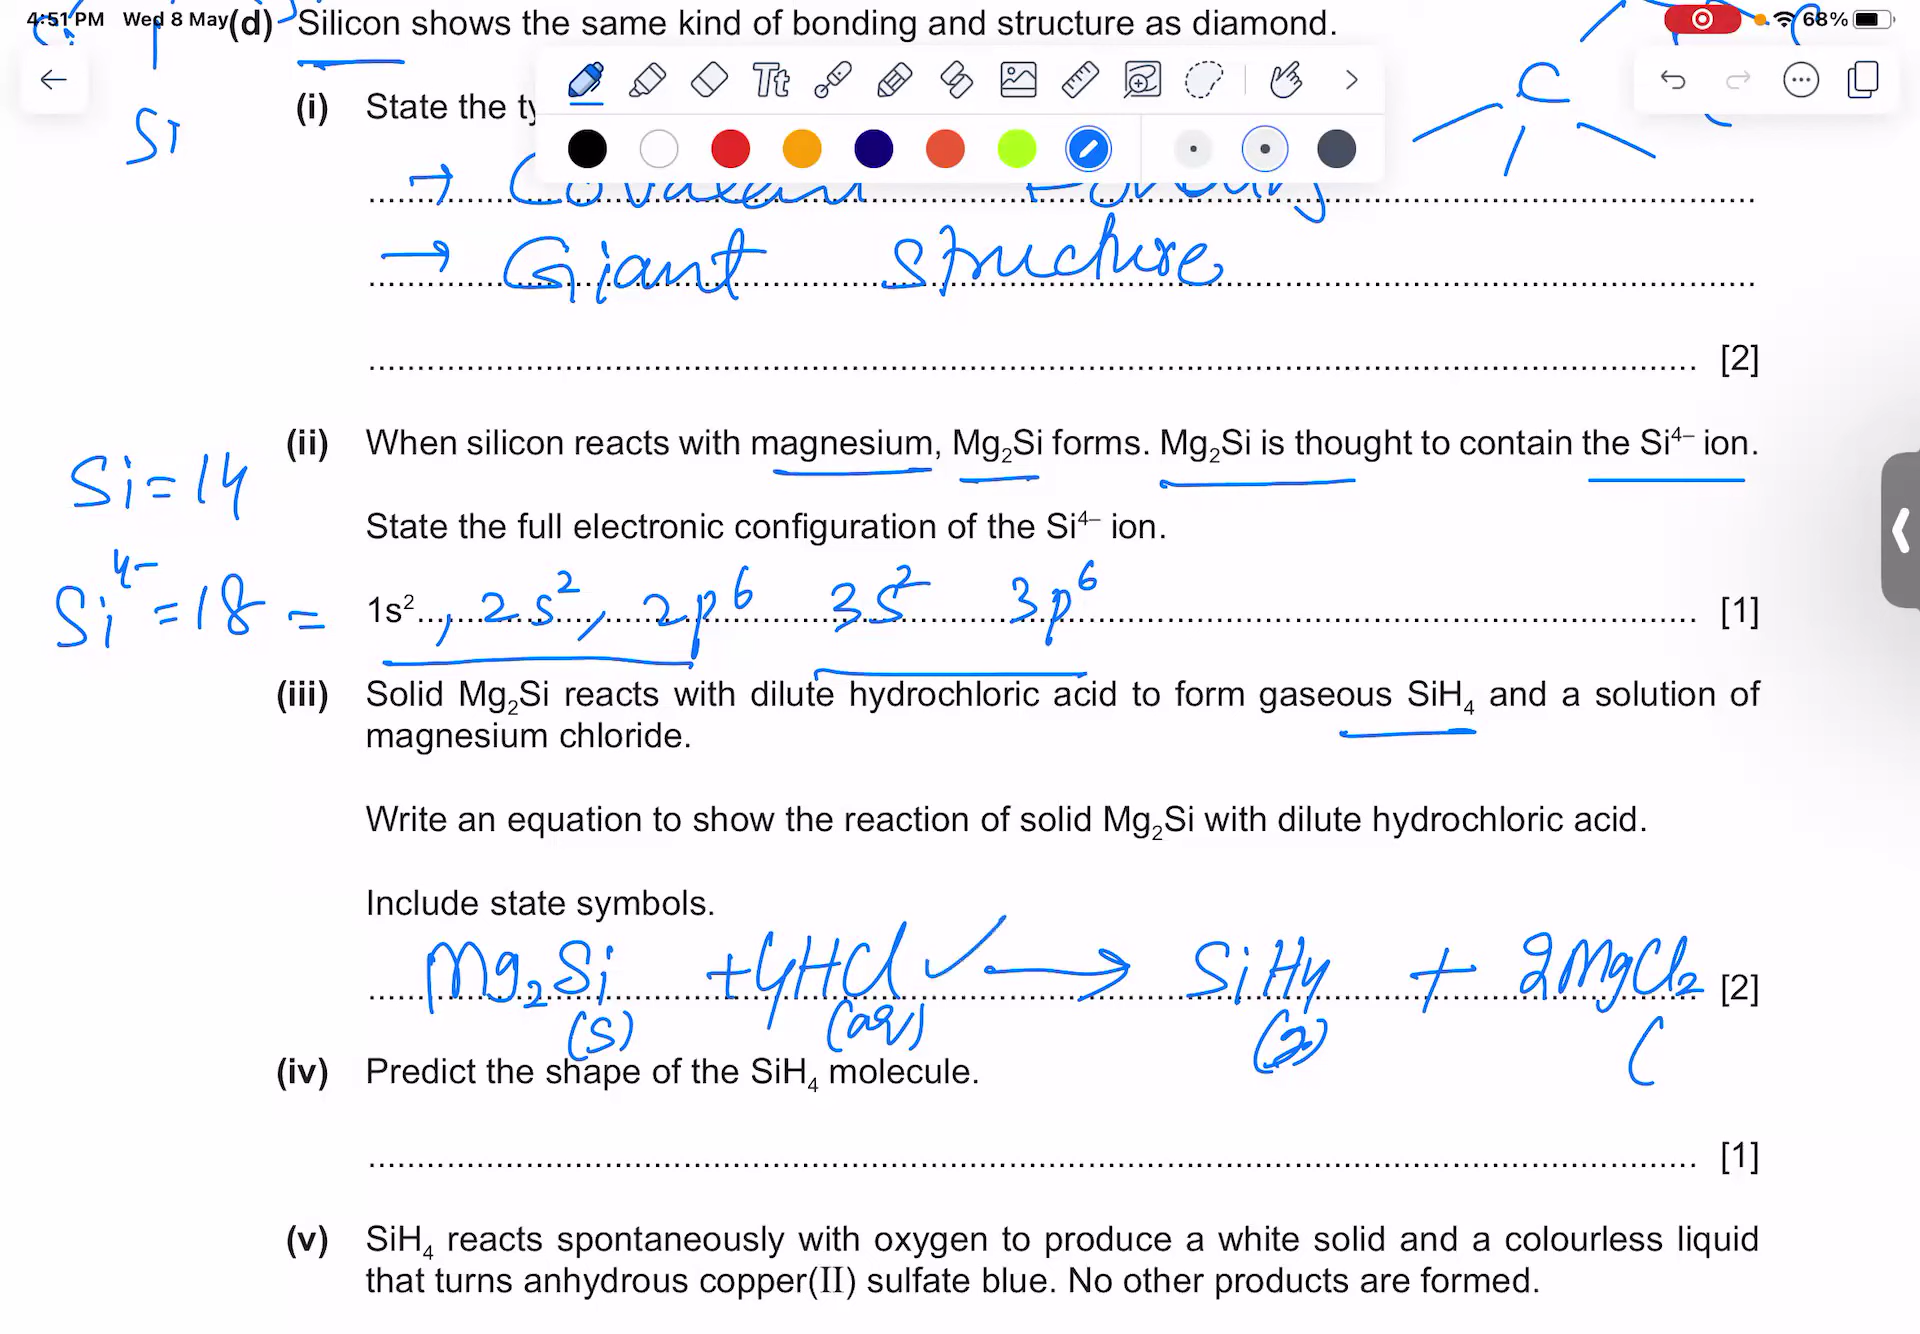 4:51 PM Wed 8 May
68%
(d) Silicon shows the same kind of bonding and structure as diamond.
C
Tt
(i) State the ty
Si
→ Covalent
→ Giant structure
[2]
(ii) When silicon reacts with magnesium, Mg₂Si forms. Mg₂Si is thought to contain the Si⁴⁻ ion.
Si=14
State the full electronic configuration of the Si⁴⁻ ion.
Si⁴⁻=18 = 1s² , 2s², 2p⁶ 3s² 3p⁶ [1]
(iii) Solid Mg₂Si reacts with dilute hydrochloric acid to form gaseous SiH₄ and a solution of
magnesium chloride.
Write an equation to show the reaction of solid Mg₂Si with dilute hydrochloric acid.
Include state symbols.
Mg₂Si +4HCl ✓ → SiH4 + 2MgCl₂ [2]
(s) (aq) (g) (
(iv) Predict the shape of the SiH₄ molecule.
[1]
(v) SiH₄ reacts spontaneously with oxygen to produce a white solid and a colourless liquid
that turns anhydrous copper(II) sulfate blue. No other products are formed.